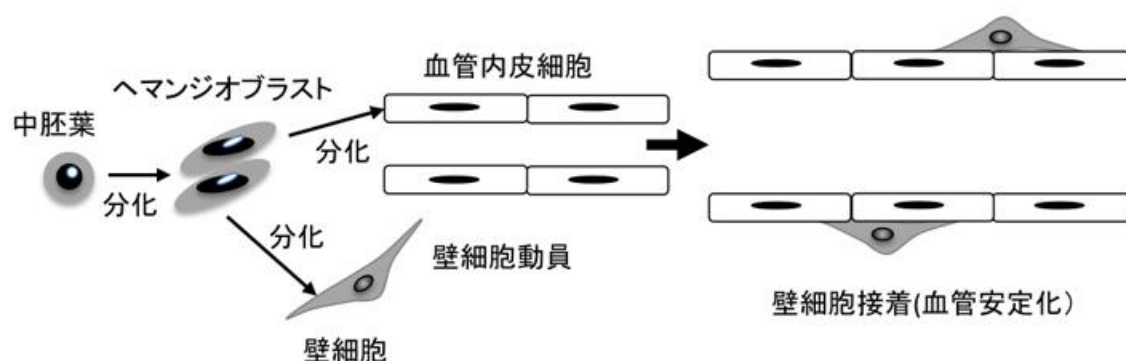 中胚葉
分化
ヘマンジオブラスト
分化
血管内皮細胞
分化
壁細胞
壁細胞動員
壁細胞接着(血管安定化）